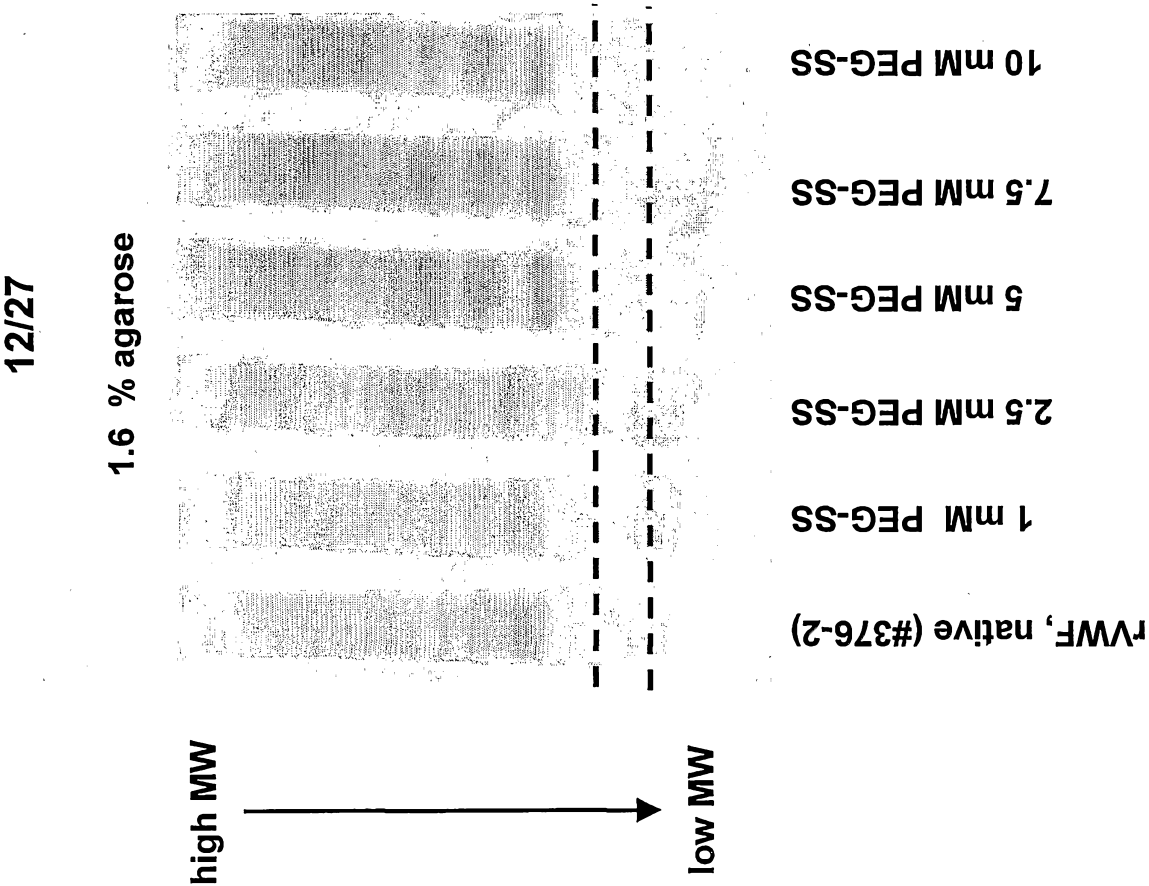 12/27
1.6 % agarose
high MW
low MW
rVWF, native (#376-2)
1 mM PEG-SS
2.5 mM PEG-SS
5 mM PEG-SS
7.5 mM PEG-SS
10 mM PEG-SS